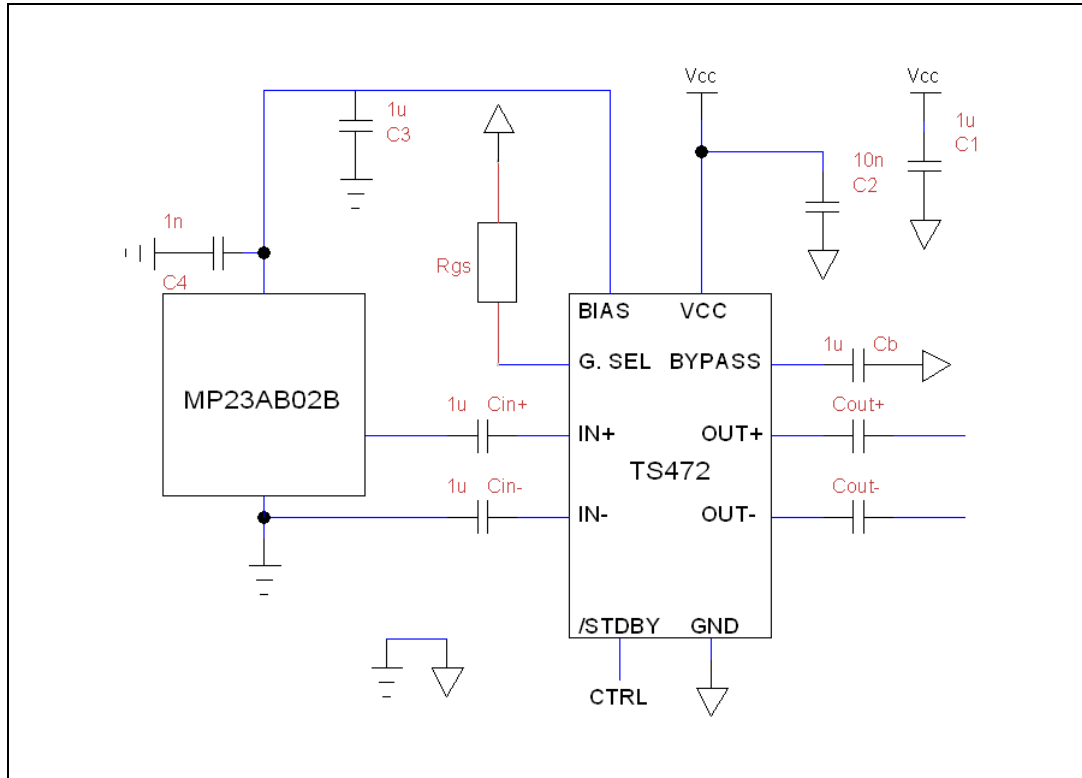 Vcc
Vcc
1u
C3
1u
C1
10n
C2
1n
C4
Rgs
BIAS
VCC
G. SEL
BYPASS
1u
Cb
MP23AB02B
1u
Cin+
IN+
OUT+
Cout+
TS472
1u
Cin-
IN-
OUT-
Cout-
/STDBY
GND
CTRL